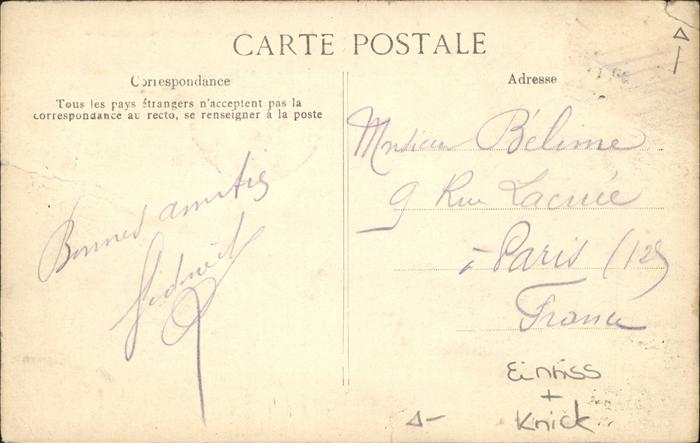 CARTE POSTALE
Correspondance
Tous les pays étrangers n'acceptent pas la
correspondance au recto, se renseigner à la poste
Bonnes amitiés
Adresse
Monsieur Bélime
9 Rue Lacuée
à Paris (12e)
France
Einriss
+
Knick